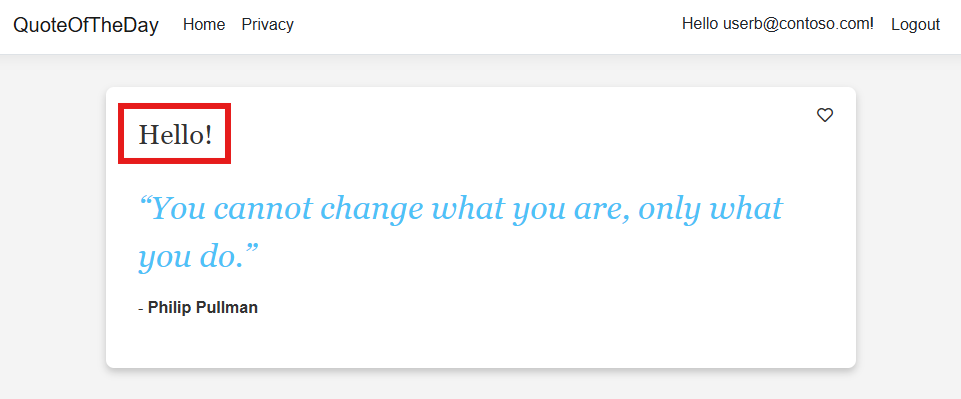 QuoteOfTheDay Home Privacy Hello userb@contoso.com! Logout
Hello!
“You cannot change what you are, only what
you do.”
- Philip Pullman